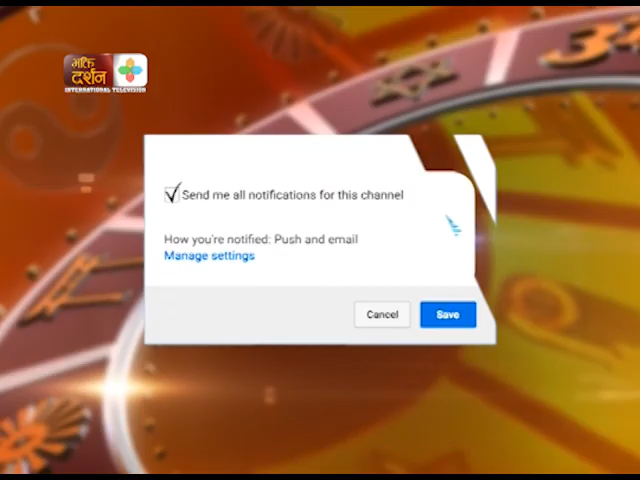 भक्ति
दर्शन
INTERNATIONAL TELEVISION
Send me all notifications for this channel
How you're notified: Push and email
Manage settings
Cancel
Save